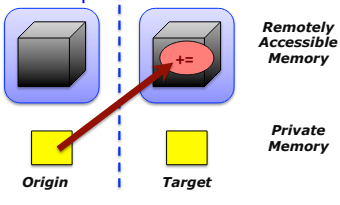 Remotely
Accessible
Memory
+=
Private
Memory
Origin
Target